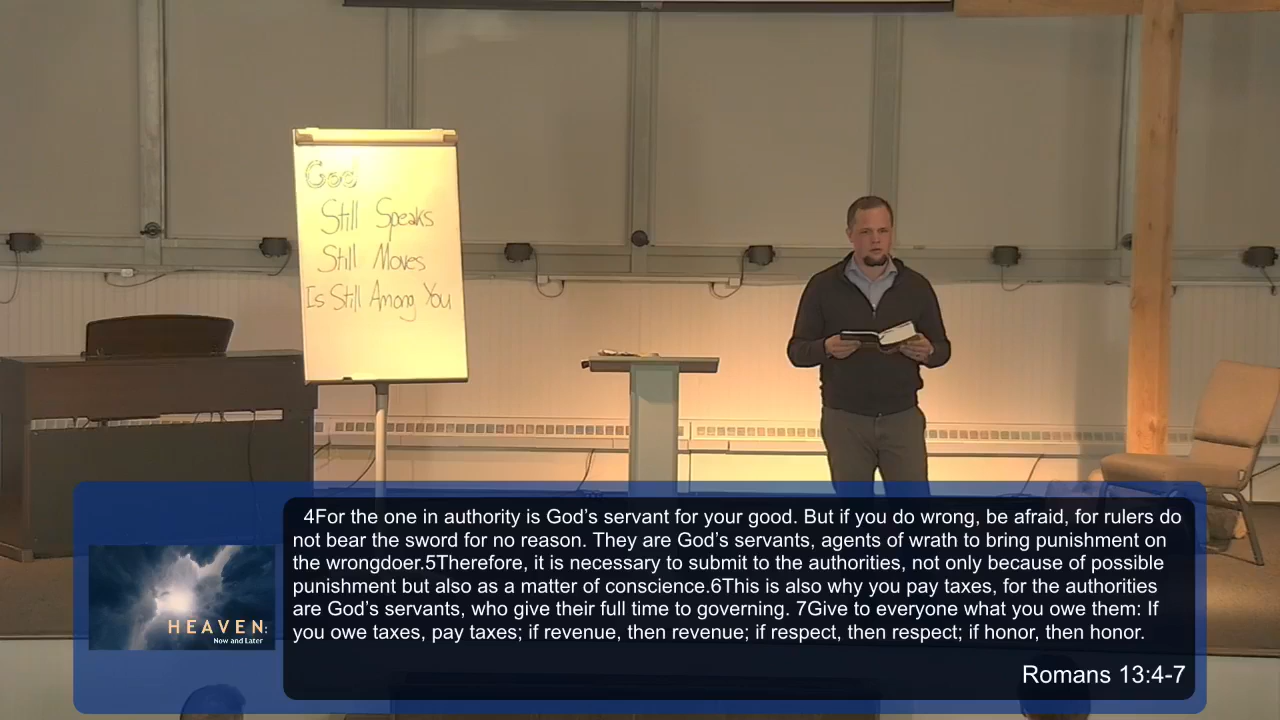 God
Still Speaks
Still Moves
Is Still Among You
4For the one in authority is God’s servant for your good. But if you do wrong, be afraid, for rulers do
not bear the sword for no reason. They are God’s servants, agents of wrath to bring punishment on
the wrongdoer.5Therefore, it is necessary to submit to the authorities, not only because of possible
punishment but also as a matter of conscience.6This is also why you pay taxes, for the authorities
are God’s servants, who give their full time to governing. 7Give to everyone what you owe them: If
you owe taxes, pay taxes; if revenue, then revenue; if respect, then respect; if honor, then honor.
Romans 13:4-7
HEAVEN:
Now and Later